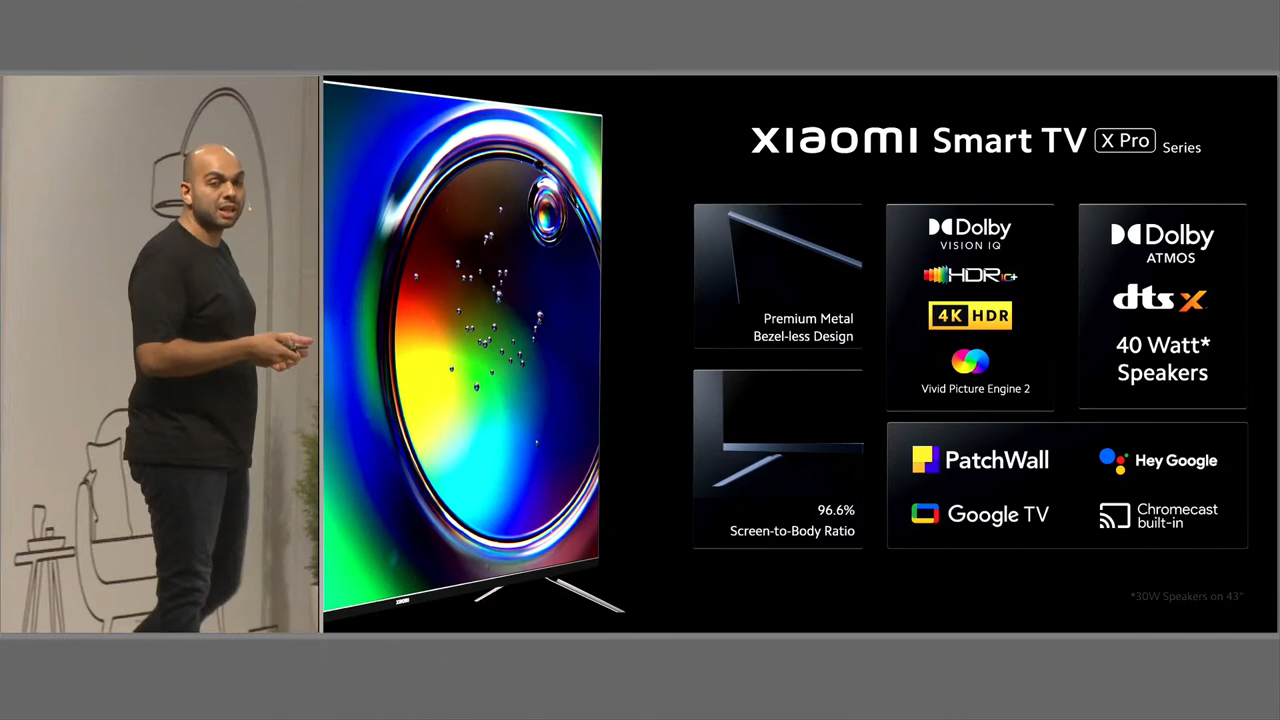 xiaomi Smart TV X Pro Series
Premium Metal
Bezel-less Design
96.6%
Screen-to-Body Ratio
Dolby
VISION IQ
HDR10+
4K HDR
Vivid Picture Engine 2
Dolby
ATMOS
dts X
40 Watt*
Speakers
PatchWall
Hey Google
Google TV
Chromecast
built-in
*30W Speakers on 43"
xiaomi